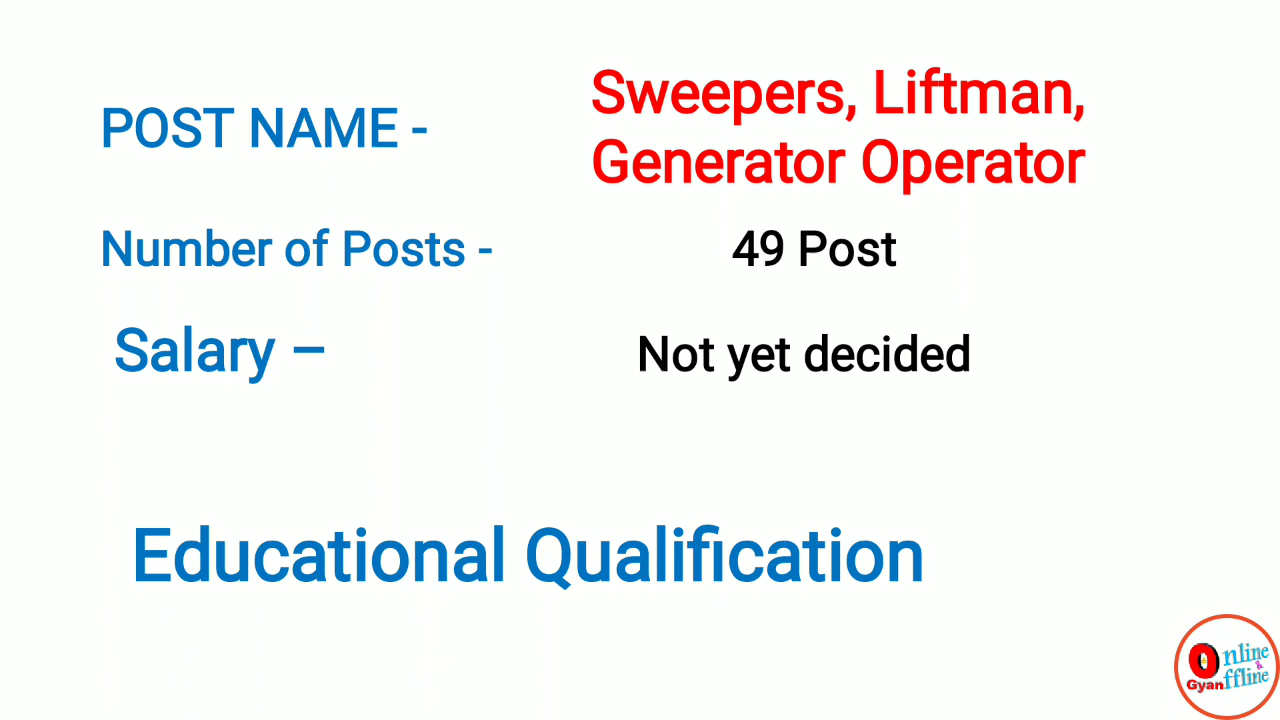 POST NAME -
Sweepers, Liftman,
Generator Operator
Number of Posts -
49 Post
Salary –
Not yet decided
Educational Qualification
Online
&
Gyan ffline